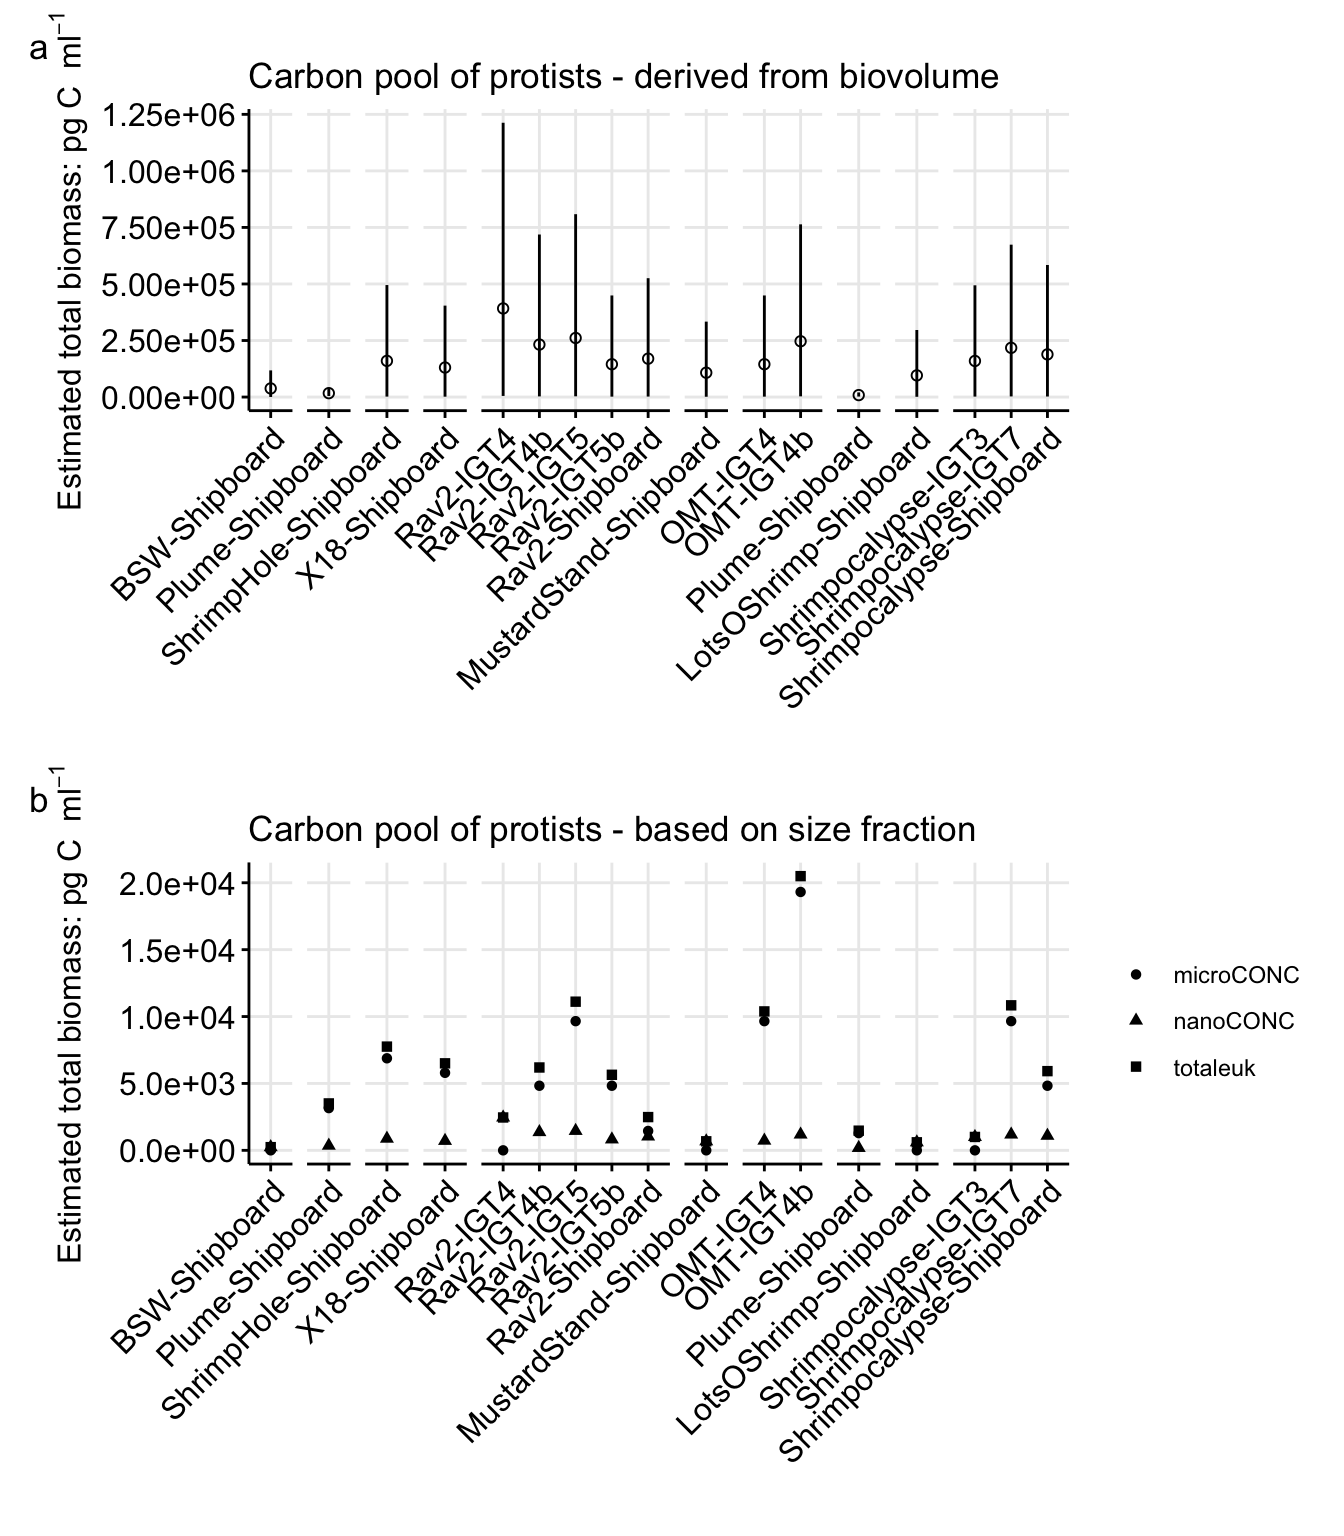 a
Estimated total biomass: pg C ml⁻¹
Carbon pool of protists - derived from biovolume
1.25e+06
1.00e+06
7.50e+05
5.00e+05
2.50e+05
0.00e+00
BSW-Shipboard
Plume-Shipboard
ShrimpHole-Shipboard
X18-Shipboard
Rav2-IGT4
Rav2-IGT4b
Rav2-IGT5
Rav2-IGT5b
Rav2-Shipboard
MustardStand-Shipboard
OMT-IGT4
OMT-IGT4b
Plume-Shipboard
LotsOShrimp-Shipboard
Shrimpocalypse-IGT3
Shrimpocalypse-IGT7
Shrimpocalypse-Shipboard
b
Estimated total biomass: pg C ml⁻¹
Carbon pool of protists - based on size fraction
2.0e+04
1.5e+04
1.0e+04
5.0e+03
0.0e+00
BSW-Shipboard
Plume-Shipboard
ShrimpHole-Shipboard
X18-Shipboard
Rav2-IGT4
Rav2-IGT4b
Rav2-IGT5
Rav2-IGT5b
Rav2-Shipboard
MustardStand-Shipboard
OMT-IGT4
OMT-IGT4b
Plume-Shipboard
LotsOShrimp-Shipboard
Shrimpocalypse-IGT3
Shrimpocalypse-IGT7
Shrimpocalypse-Shipboard
microCONC
nanoCONC
totaleuk